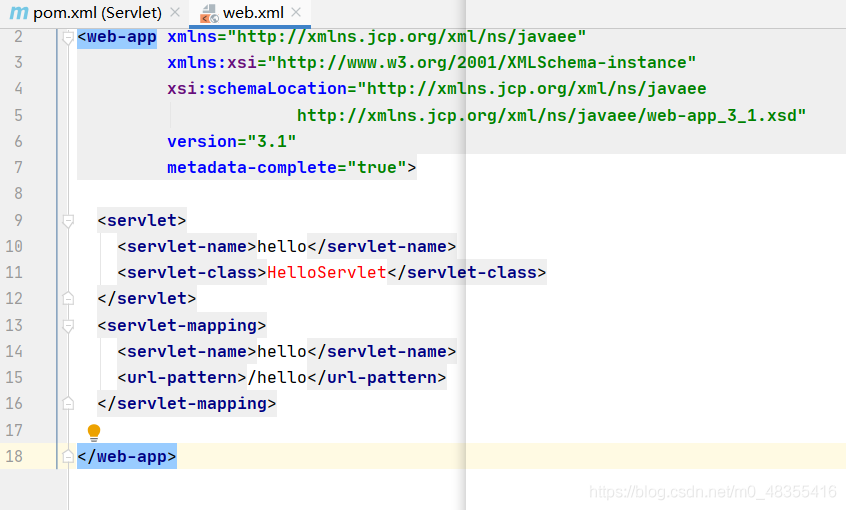 pom.xml (Servlet) web.xml
2 <web-app xmlns="http://xmlns.jcp.org/xml/ns/javaee"
3 xmlns:xsi="http://www.w3.org/2001/XMLSchema-instance"
4 xsi:schemaLocation="http://xmlns.jcp.org/xml/ns/javaee
5 http://xmlns.jcp.org/xml/ns/javaee/web-app_3_1.xsd"
6 version="3.1"
7 metadata-complete="true">
8
9 <servlet>
10 <servlet-name>hello</servlet-name>
11 <servlet-class>HelloServlet</servlet-class>
12 </servlet>
13 <servlet-mapping>
14 <servlet-name>hello</servlet-name>
15 <url-pattern>/hello</url-pattern>
16 </servlet-mapping>
17
18 </web-app>
https://blog.csdn.net/m0_48355416